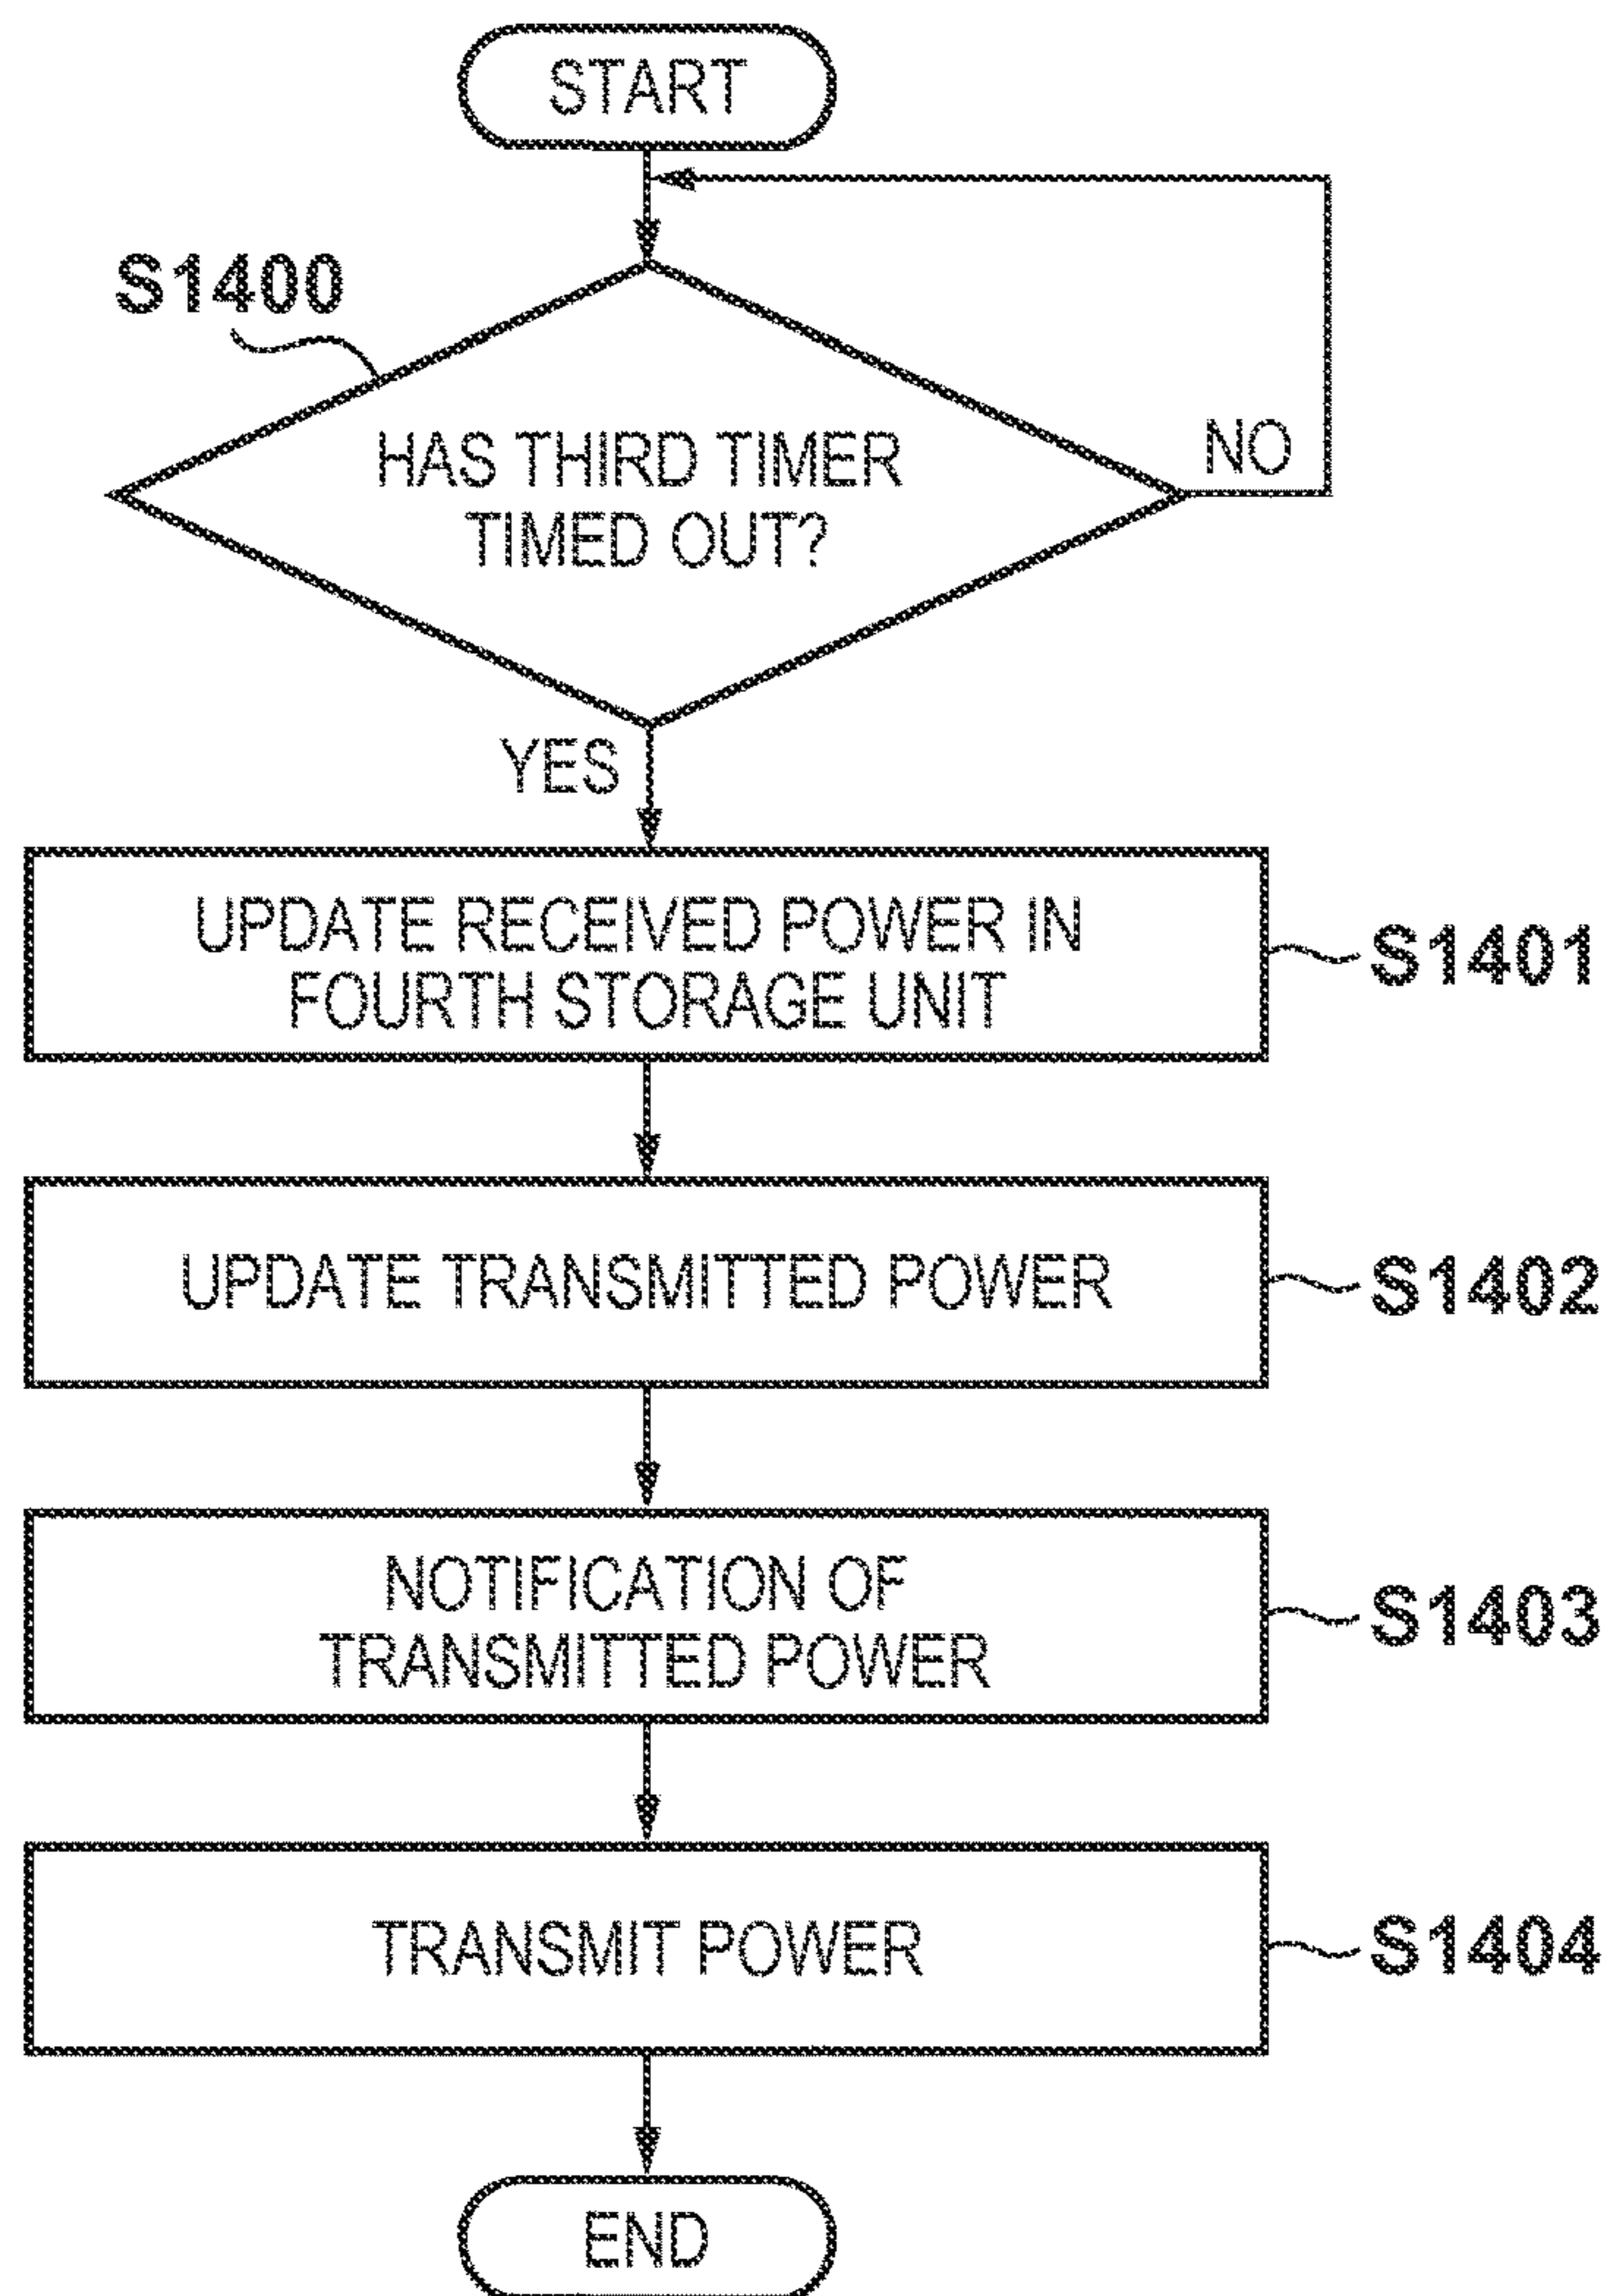 START
S1400
HAS THIRD TIMER
TIMED OUT?
NO
YES
UPDATE RECEIVED POWER IN
FOURTH STORAGE UNIT
S1401
UPDATE TRANSMITTED POWER
S1402
NOTIFICATION OF
TRANSMITTED POWER
S1403
TRANSMIT POWER
S1404
END